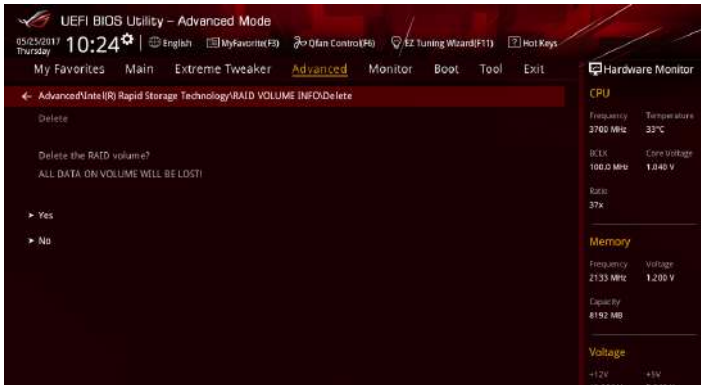 UEFI BIOS Utility – Advanced Mode
05/25/2017 Thursday 10:24 English MyFavorite(F3) Qfan Control(F6) EZ Tuning Wizard(F11) ? Hot Keys
My Favorites Main Extreme Tweaker Advanced Monitor Boot Tool Exit
Hardware Monitor
← Advanced\Intel(R) Rapid Storage Technology\RAID VOLUME INFO\Delete
Delete
Delete the RAID volume?
ALL DATA ON VOLUME WILL BE LOST!
> Yes
> No
CPU
Frequency Temperature
3700 MHz 33°C
BCLK Core Voltage
100.0 MHz 1.040 V
Ratio
37x
Memory
Frequency Voltage
2133 MHz 1.200 V
Capacity
8192 MB
Voltage
+12V +5V